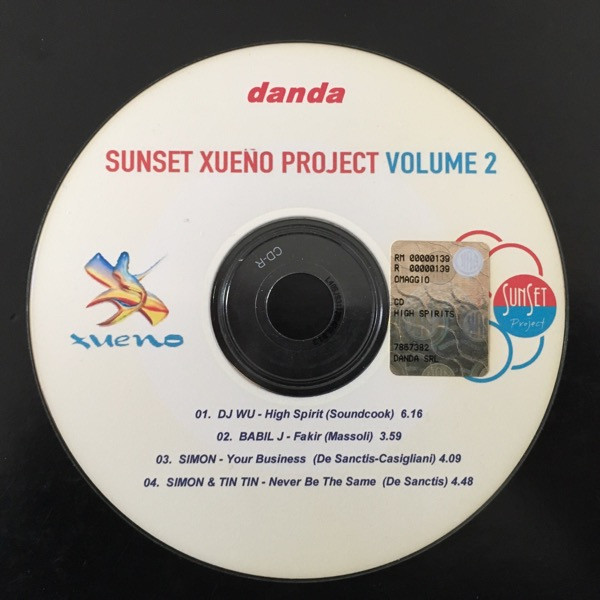 danda
SUNSET XUEÑO PROJECT VOLUME 2
xueno
CD-R
RM 00000139
R 00000139
OMAGGIO
CD
HIGH SPIRITS
7887392
DANDA SRL
SUNSET
Project
01. DJ WU - High Spirit (Soundcook) 6.16
02. BABIL J - Fakir (Massoli) 3.59
03. SIMON - Your Business (De Sanctis-Casigliani) 4.09
04. SIMON & TIN TIN - Never Be The Same (De Sanctis) 4.48